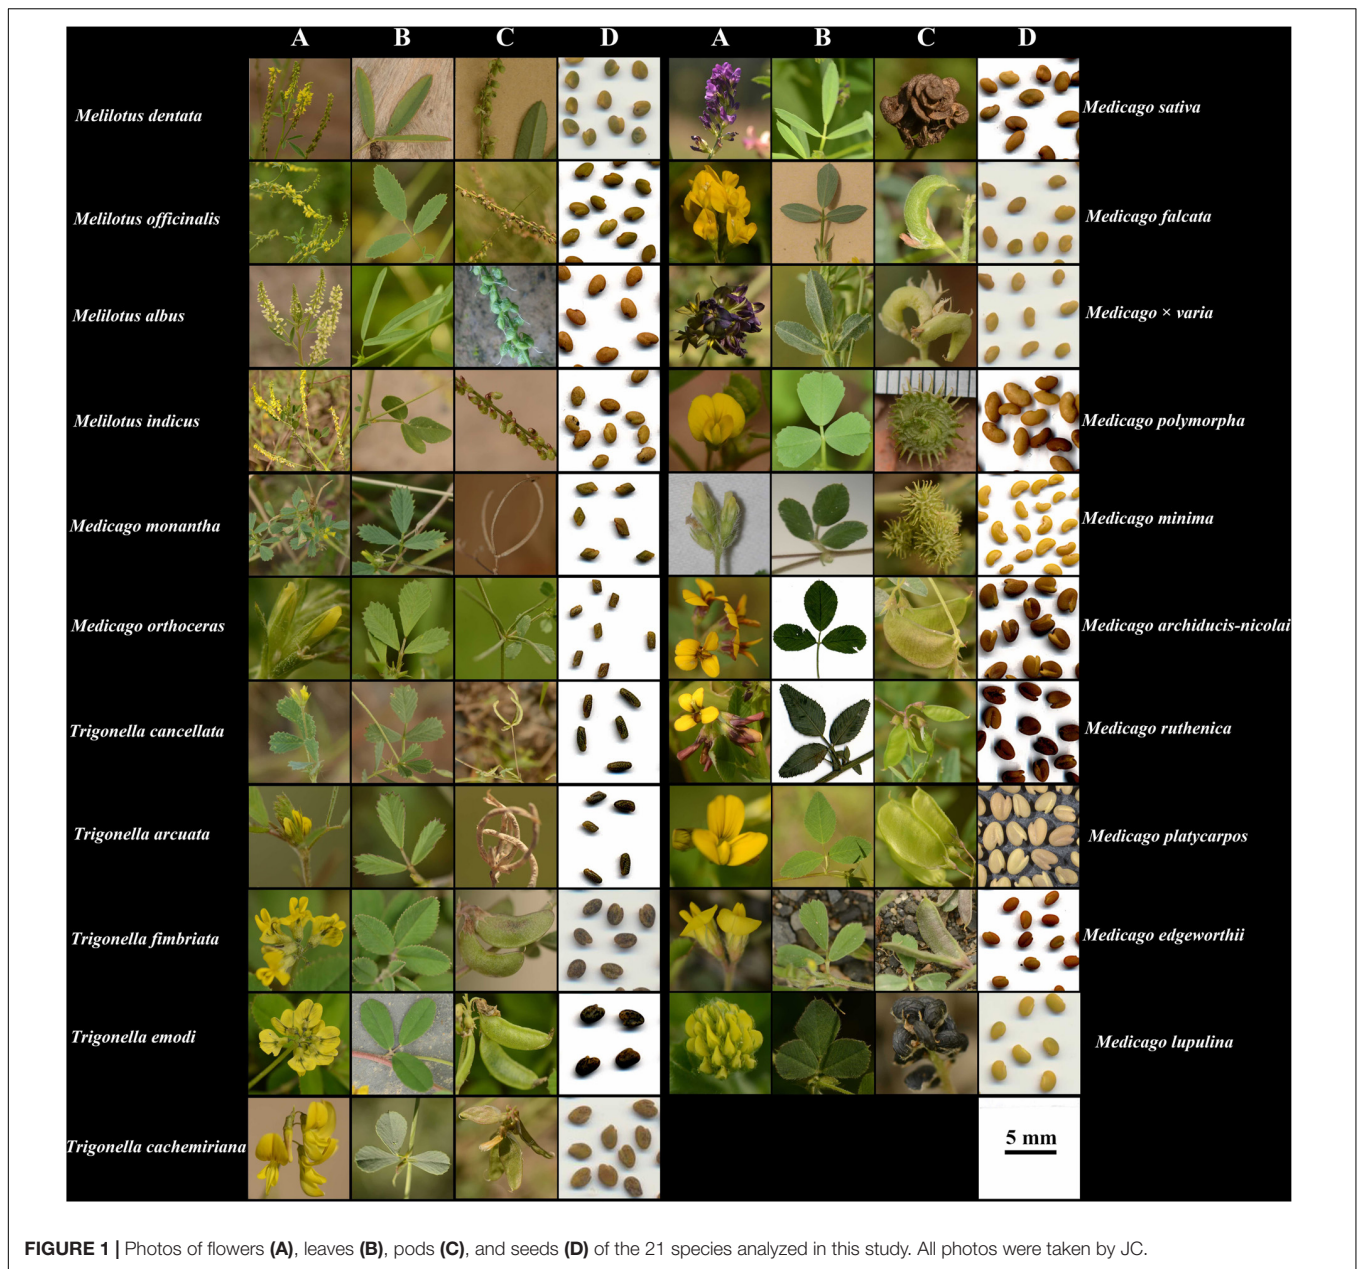 A B C D A B C D
Melilotus dentata
Medicago sativa
Melilotus officinalis
Medicago falcata
Melilotus albus
Medicago × varia
Melilotus indicus
Medicago polymorpha
Medicago monantha
Medicago minima
Medicago orthoceras
Medicago archiducis-nicolai
Trigonella cancellata
Medicago ruthenica
Trigonella arcuata
Medicago platycarpos
Trigonella fimbriata
Medicago edgeworthii
Trigonella emodi
Medicago lupulina
Trigonella cachemiriana
5 mm
FIGURE 1 | Photos of flowers (A), leaves (B), pods (C), and seeds (D) of the 21 species analyzed in this study. All photos were taken by JC.